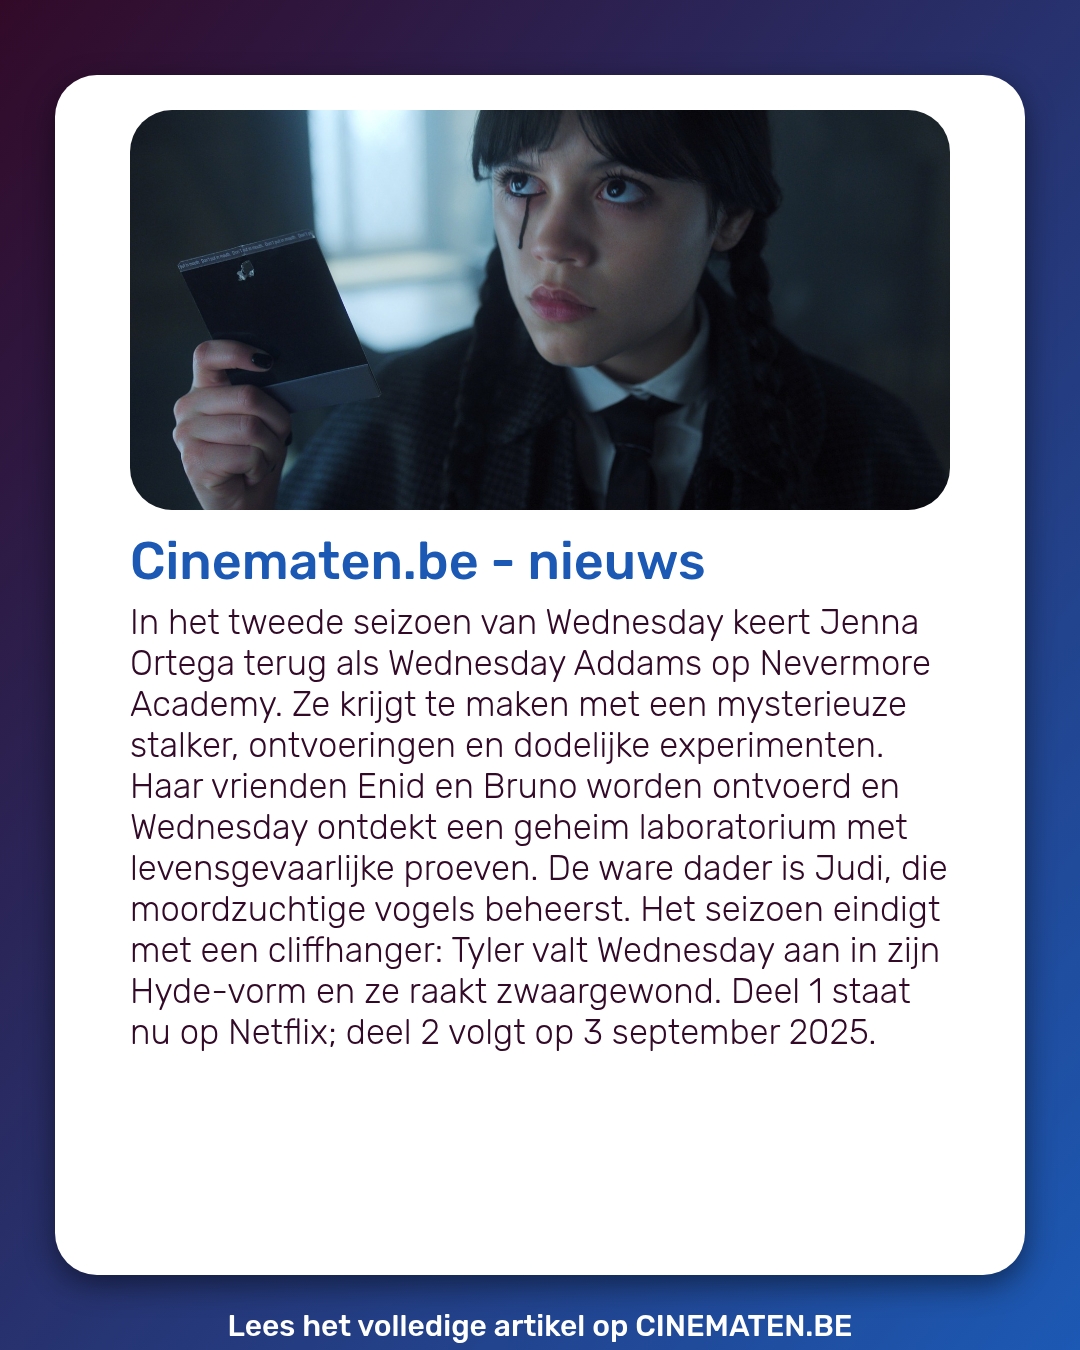 Cinematen.be - nieuws
In het tweede seizoen van Wednesday keert Jenna
Ortega terug als Wednesday Addams op Nevermore
Academy. Ze krijgt te maken met een mysterieuze
stalker, ontvoeringen en dodelijke experimenten.
Haar vrienden Enid en Bruno worden ontvoerd en
Wednesday ontdekt een geheim laboratorium met
levensgevaarlijke proeven. De ware dader is Judi, die
moordzuchtige vogels beheerst. Het seizoen eindigt
met een cliffhanger: Tyler valt Wednesday aan in zijn
Hyde-vorm en ze raakt zwaargewond. Deel 1 staat
nu op Netflix; deel 2 volgt op 3 september 2025.
Lees het volledige artikel op CINEMATEN.BE